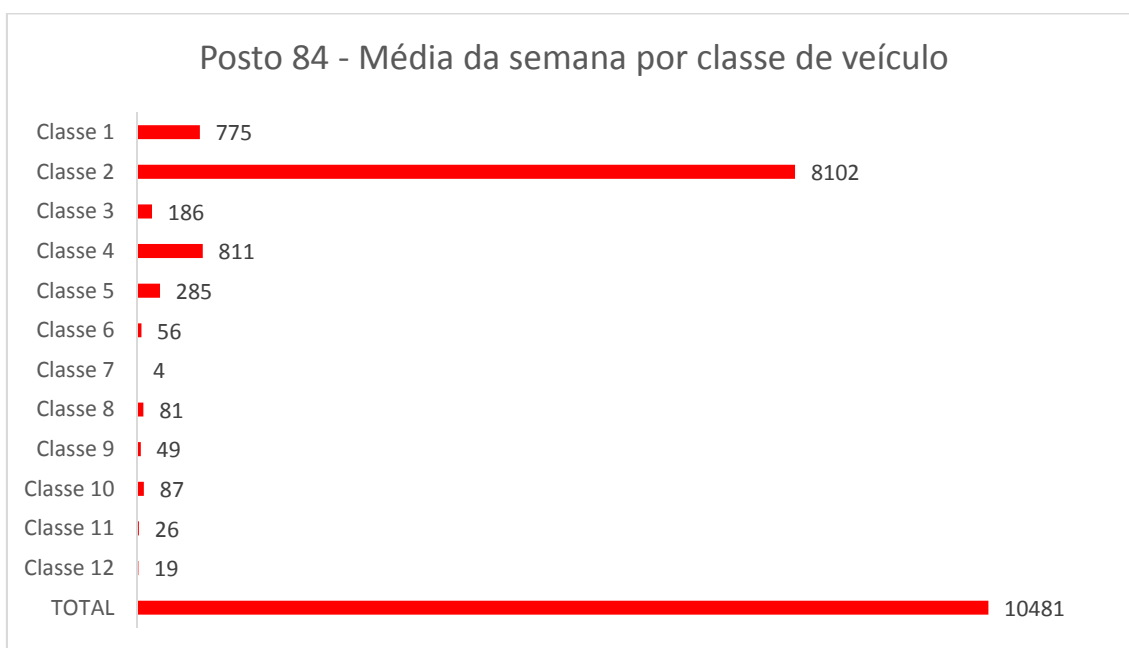 Posto 84 - Média da semana por classe de veículo
Classe 1 775
Classe 2 8102
Classe 3 186
Classe 4 811
Classe 5 285
Classe 6 56
Classe 7 4
Classe 8 81
Classe 9 49
Classe 10 87
Classe 11 26
Classe 12 19
TOTAL 10481